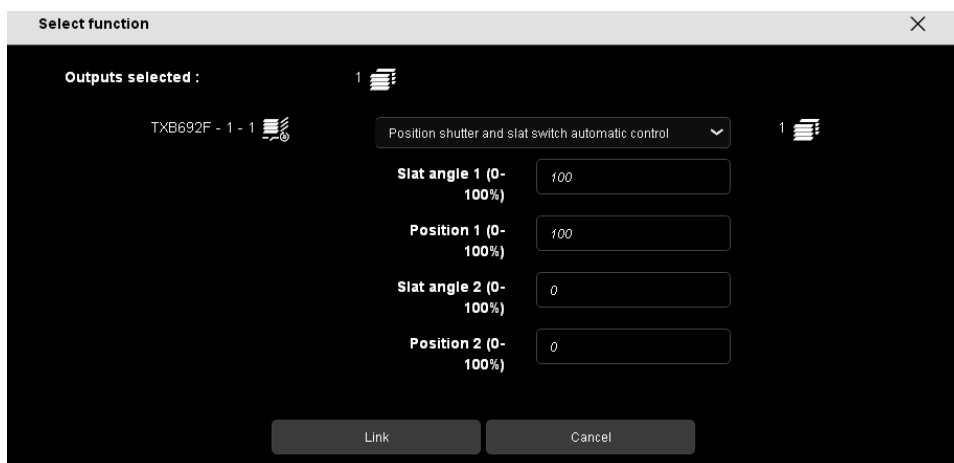 Select function
Outputs selected :
1
TXB692F - 1 - 1
Position shutter and slat switch automatic control
1
Slat angle 1 (0-
100%)
100
Position 1 (0-
100%)
100
Slat angle 2 (0-
100%)
0
Position 2 (0-
100%)
0
Link
Cancel